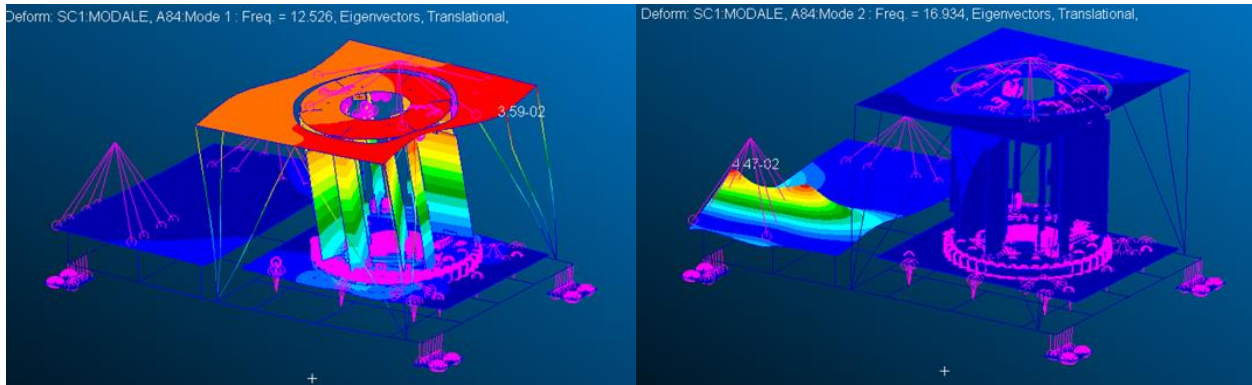 Deform: SC1:MODALE, A84:Mode 1 : Freq. = 12.526, Eigenvectors, Translational,
3.59-02
Deform: SC1:MODALE, A84:Mode 2 : Freq. = 16.934, Eigenvectors, Translational,
4.47-02